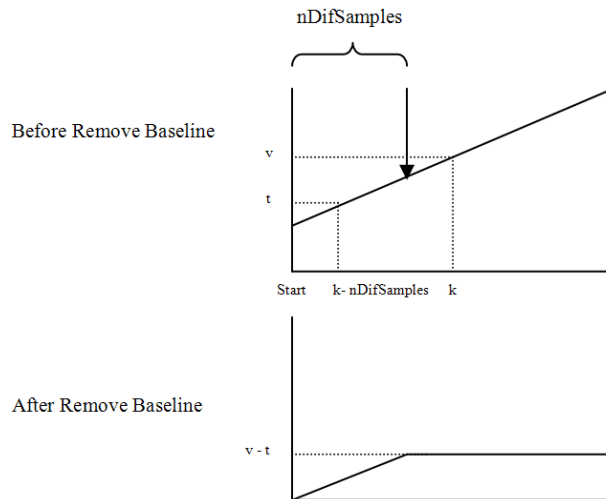 nDifSamples
Before Remove Baseline
v
t
Start k- nDifSamples k
After Remove Baseline
v - t